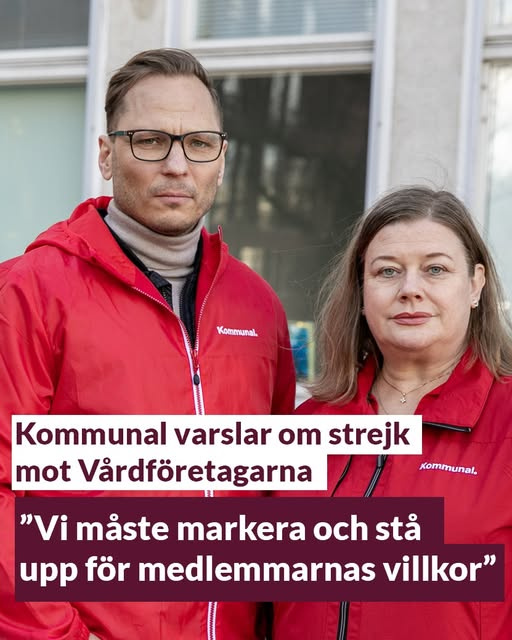 Kommunal.
Kommunal.
Kommunal varslar om strejk
mot Vårdföretagarna
”Vi måste markera och stå
upp för medlemmarnas villkor”